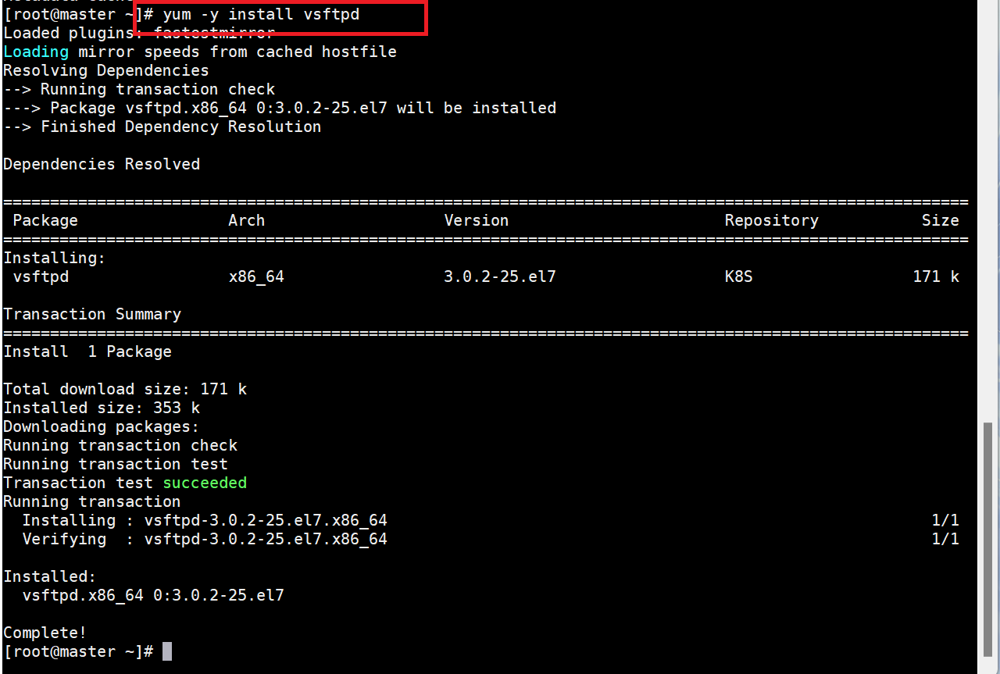 [root@master ~]# yum -y install vsftpd
Loaded plugins: fastestmirror
Loading mirror speeds from cached hostfile
Resolving Dependencies
--> Running transaction check
---> Package vsftpd.x86_64 0:3.0.2-25.el7 will be installed
--> Finished Dependency Resolution
Dependencies Resolved
================================================================================
Package Arch Version Repository Size
================================================================================
Installing:
vsftpd x86_64 3.0.2-25.el7 K8S 171 k
Transaction Summary
================================================================================
Install 1 Package
Total download size: 171 k
Installed size: 353 k
Downloading packages:
Running transaction check
Running transaction test
Transaction test succeeded
Running transaction
Installing : vsftpd-3.0.2-25.el7.x86_64 1/1
Verifying : vsftpd-3.0.2-25.el7.x86_64 1/1
Installed:
vsftpd.x86_64 0:3.0.2-25.el7
Complete!
[root@master ~]#